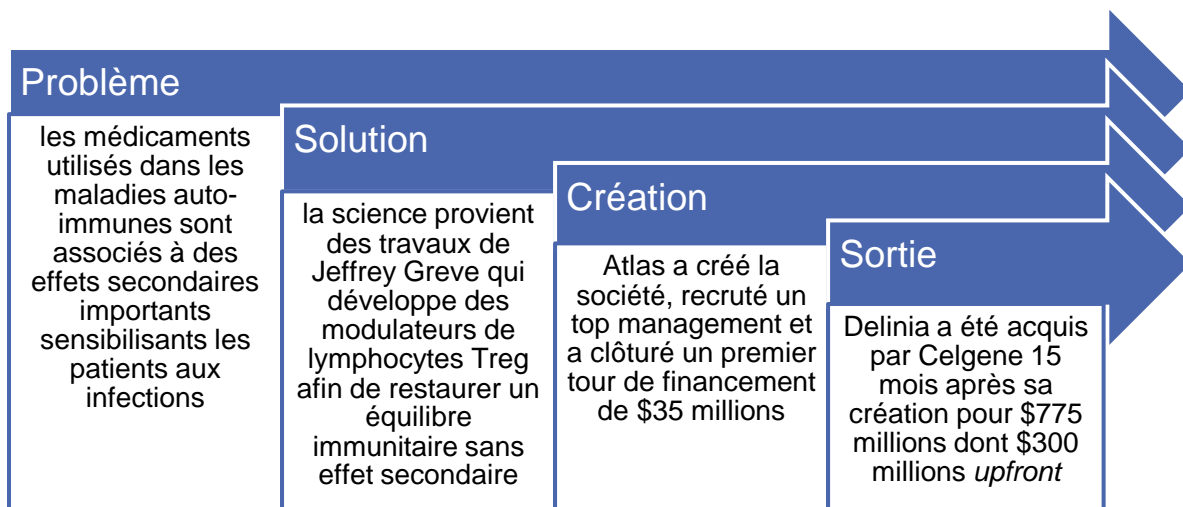 Problème
les médicaments
utilisés dans les
maladies auto-
immunes sont
associés à des
effets secondaires
importants
sensibilisants les
patients aux
infections
Solution
la science provient
des travaux de
Jeffrey Greve qui
développe des
modulateurs de
lymphocytes Treg
afin de restaurer un
équilibre
immunitaire sans
effet secondaire
Création
Atlas a créé la
société, recruté un
top management et
a clôturé un premier
tour de financement
de $35 millions
Sortie
Delinia a été acquis
par Celgene 15
mois après sa
création pour $775
millions dont $300
millions upfront